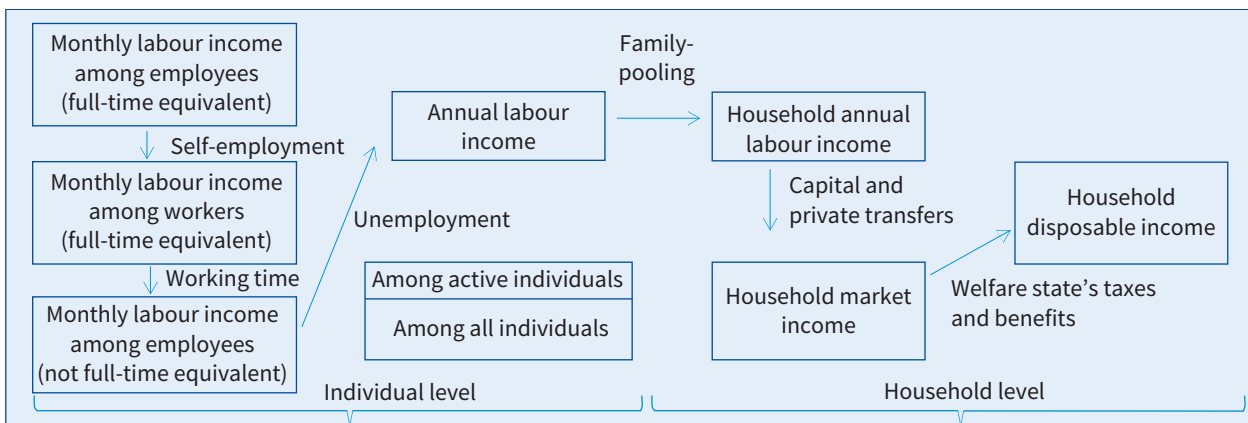 Monthly labour income
among employees
(full-time equivalent)
Self-employment
Monthly labour income
among workers
(full-time equivalent)
Working time
Monthly labour income
among employees
(not full-time equivalent)
Unemployment
Annual labour
income
Among active individuals
Among all individuals
Individual level
Family-
pooling
Household annual
labour income
Capital and
private transfers
Household market
income
Welfare state’s taxes
and benefits
Household
disposable income
Household level